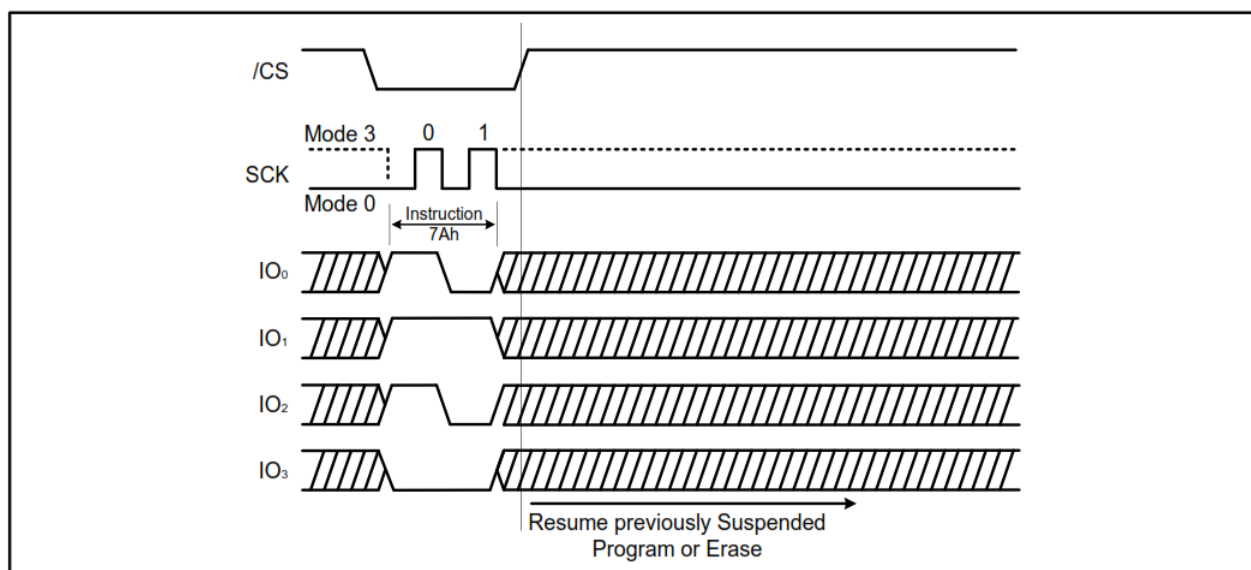 /CS
Mode 3
0
1
SCK
Mode 0
Instruction
7Ah
IO₀
IO₁
IO₂
IO₃
Resume previously Suspended
Program or Erase